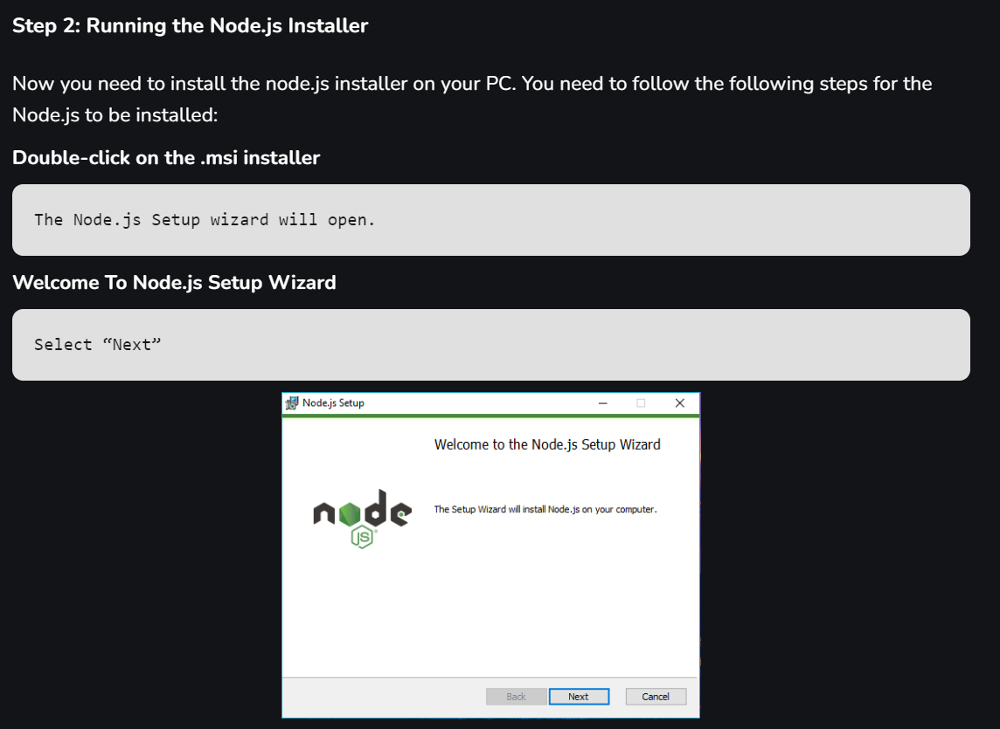 Step 2: Running the Node.js Installer
Now you need to install the node.js installer on your PC. You need to follow the following steps for the
Node.js to be installed:
Double-click on the .msi installer
The Node.js Setup wizard will open.
Welcome To Node.js Setup Wizard
Select “Next”
Node.js Setup
Welcome to the Node.js Setup Wizard
node
JS
The Setup Wizard will install Node.js on your computer.
Back Next Cancel